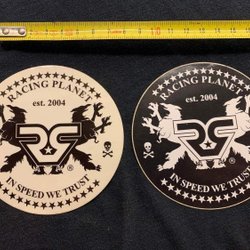 RACING PLANET
est. 2004
®
IN SPEED WE TRUST
RACING PLANET
est. 2004
®
IN SPEED WE TRUST